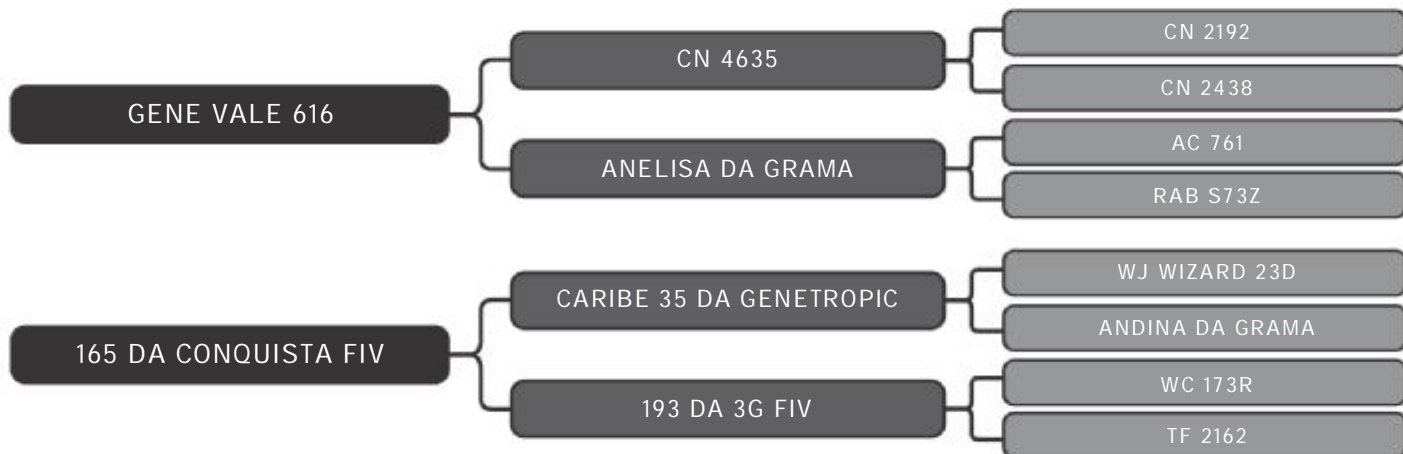 CN 2192
CN 4635
CN 2438
GENE VALE 616
AC 761
ANELISA DA GRAMA
RAB S73Z
WJ WIZARD 23D
CARIBE 35 DA GENETROPIC
ANDINA DA GRAMA
165 DA CONQUISTA FIV
WC 173R
193 DA 3G FIV
TF 2162